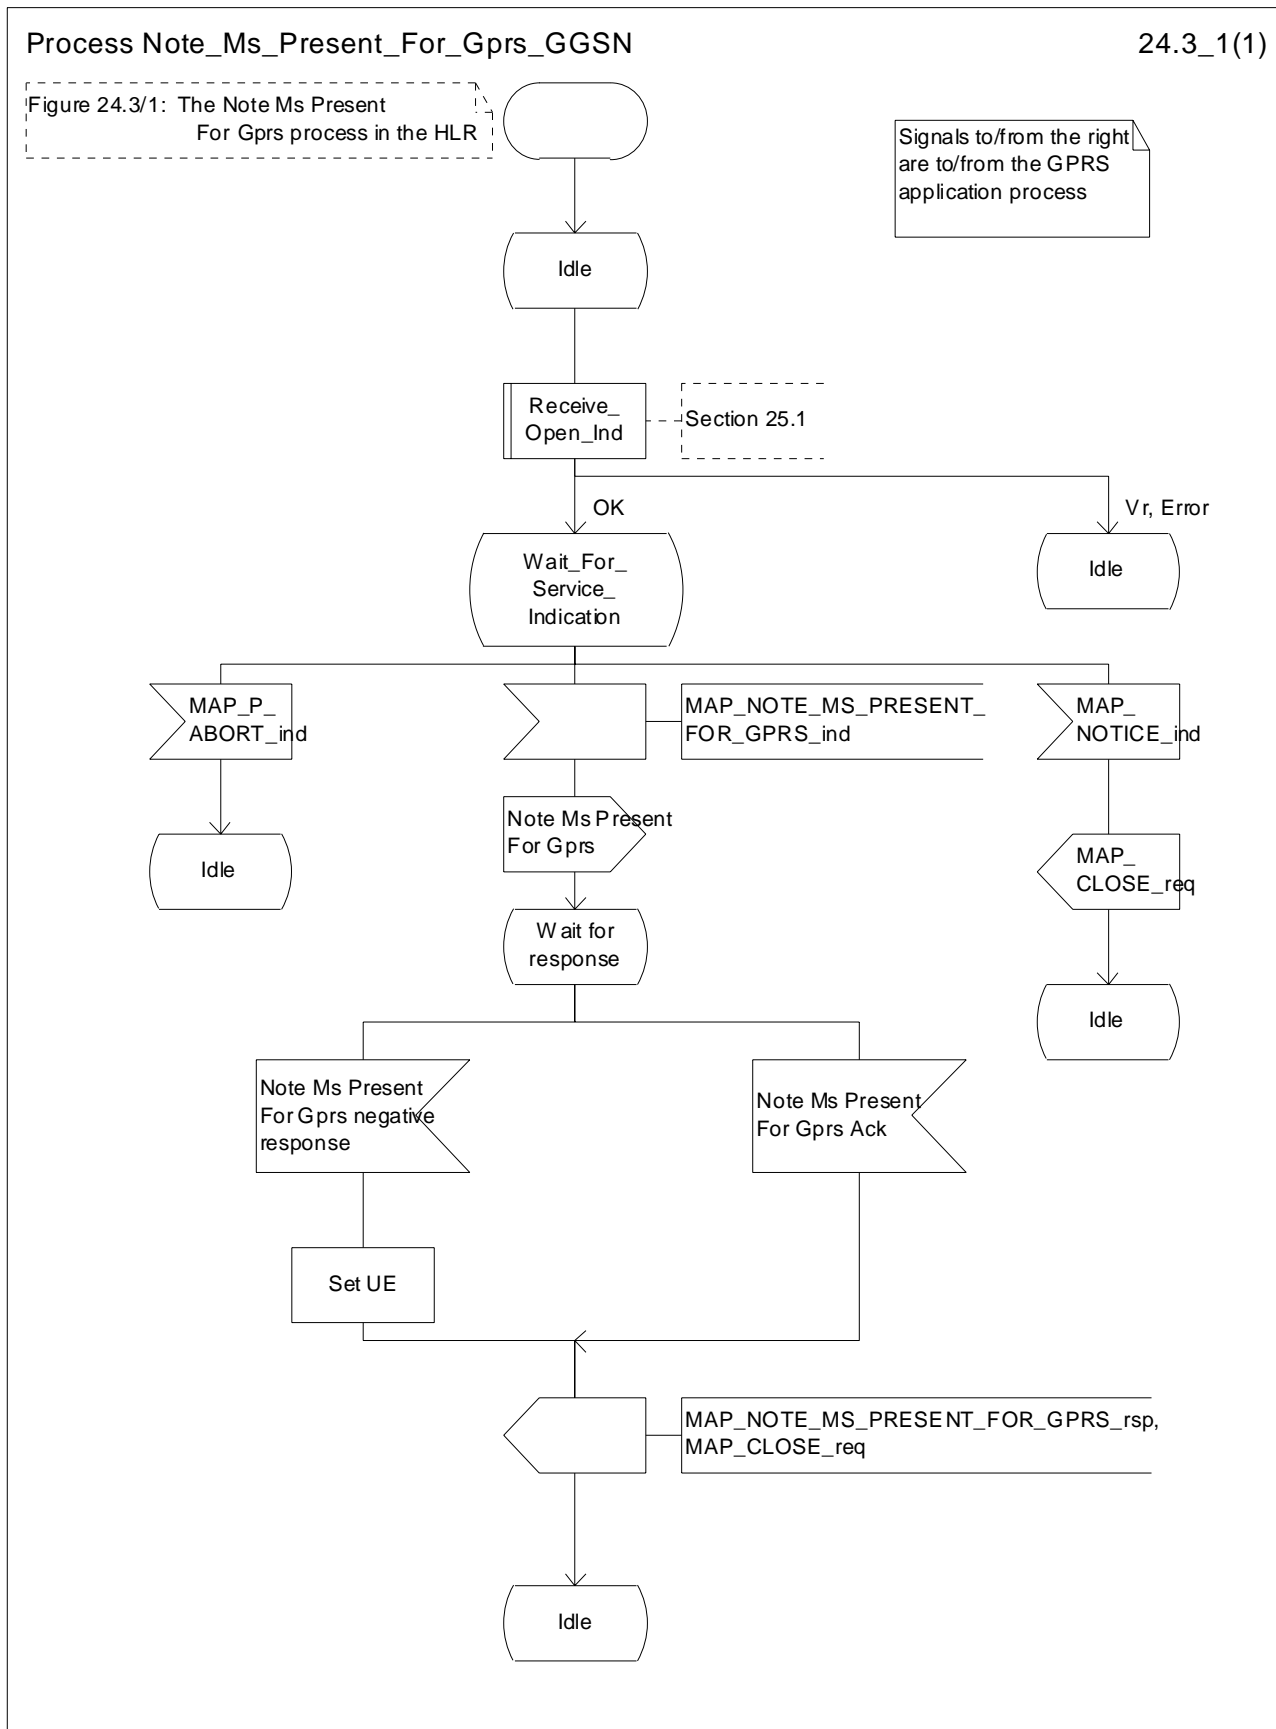 Process Note_Ms_Present_For_Gprs_GGSN
24.3_1(1)
Figure 24.3/1: The Note Ms Present
For Gprs process in the HLR
Signals to/from the right
are to/from the GPRS
application process
Idle
Receive_
Open_Ind
Section 25.1
OK
Vr, Error
Wait_For_
Service_
Indication
Idle
MAP_P_
ABORT_ind
MAP_NOTE_MS_PRESENT_
FOR_GPRS_ind
MAP_
NOTICE_ind
Note Ms Present
For Gprs
Idle
MAP_
CLOSE_req
Wait for
response
Idle
Note Ms Present
For Gprs negative
response
Note Ms Present
For Gprs Ack
Set UE
MAP_NOTE_MS_PRESENT_FOR_GPRS_rsp,
MAP_CLOSE_req
Idle